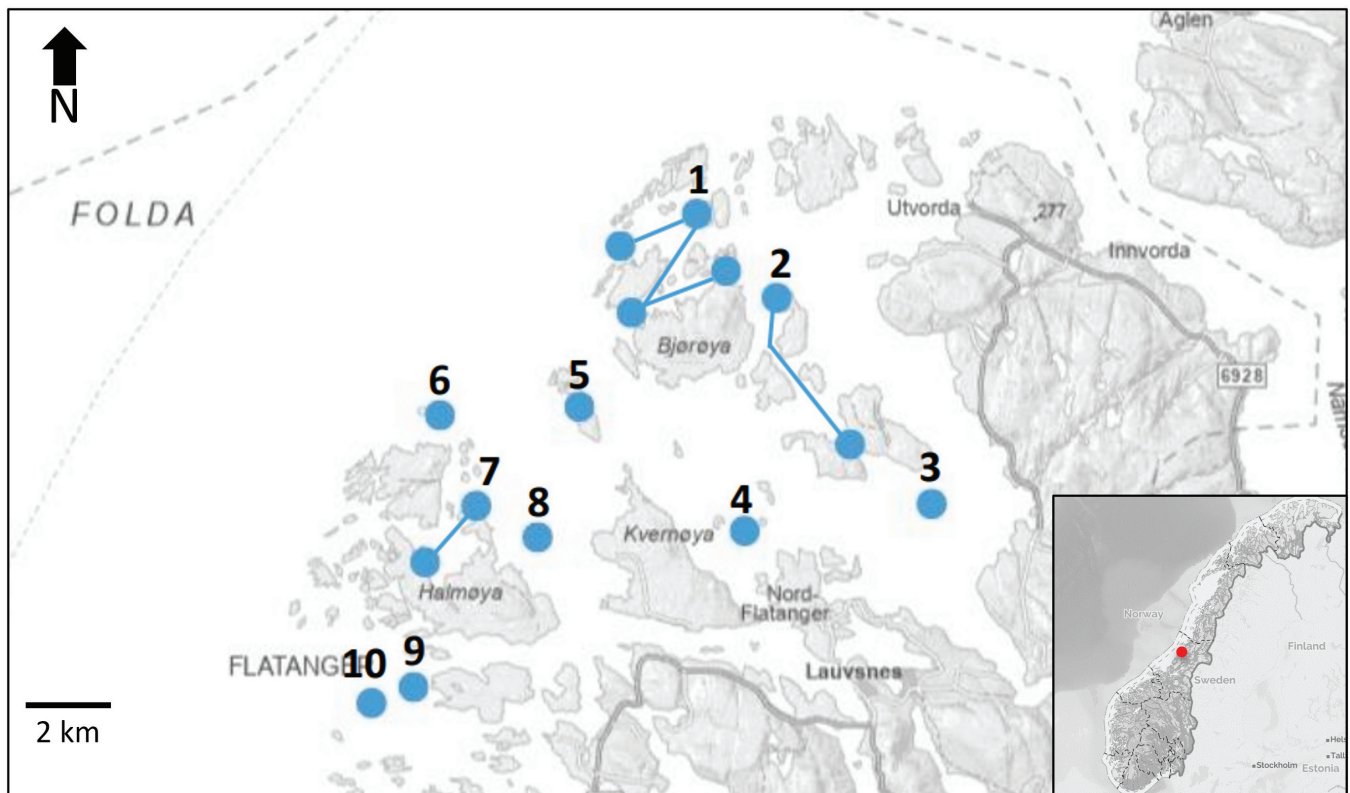 Aglen
N
FOLDA
1
Utvorda
277
Innvorda
2
Bjørøya
6928
5
6
3
7
8
4
Kvernøya
Halmøya
Nord-
Flatanger
9
10
FLATANGER
Lauvsnes
2 km
Norway
Finland
Sweden
Stockholm
Estonia